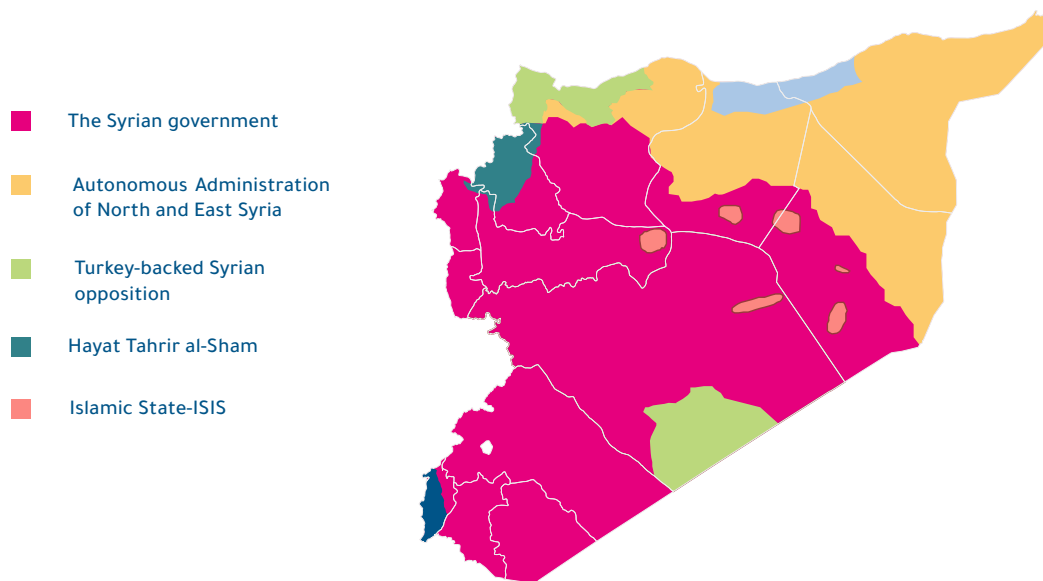 The Syrian government
Autonomous Administration
of North and East Syria
Turkey-backed Syrian
opposition
Hayat Tahrir al-Sham
Islamic State-ISIS